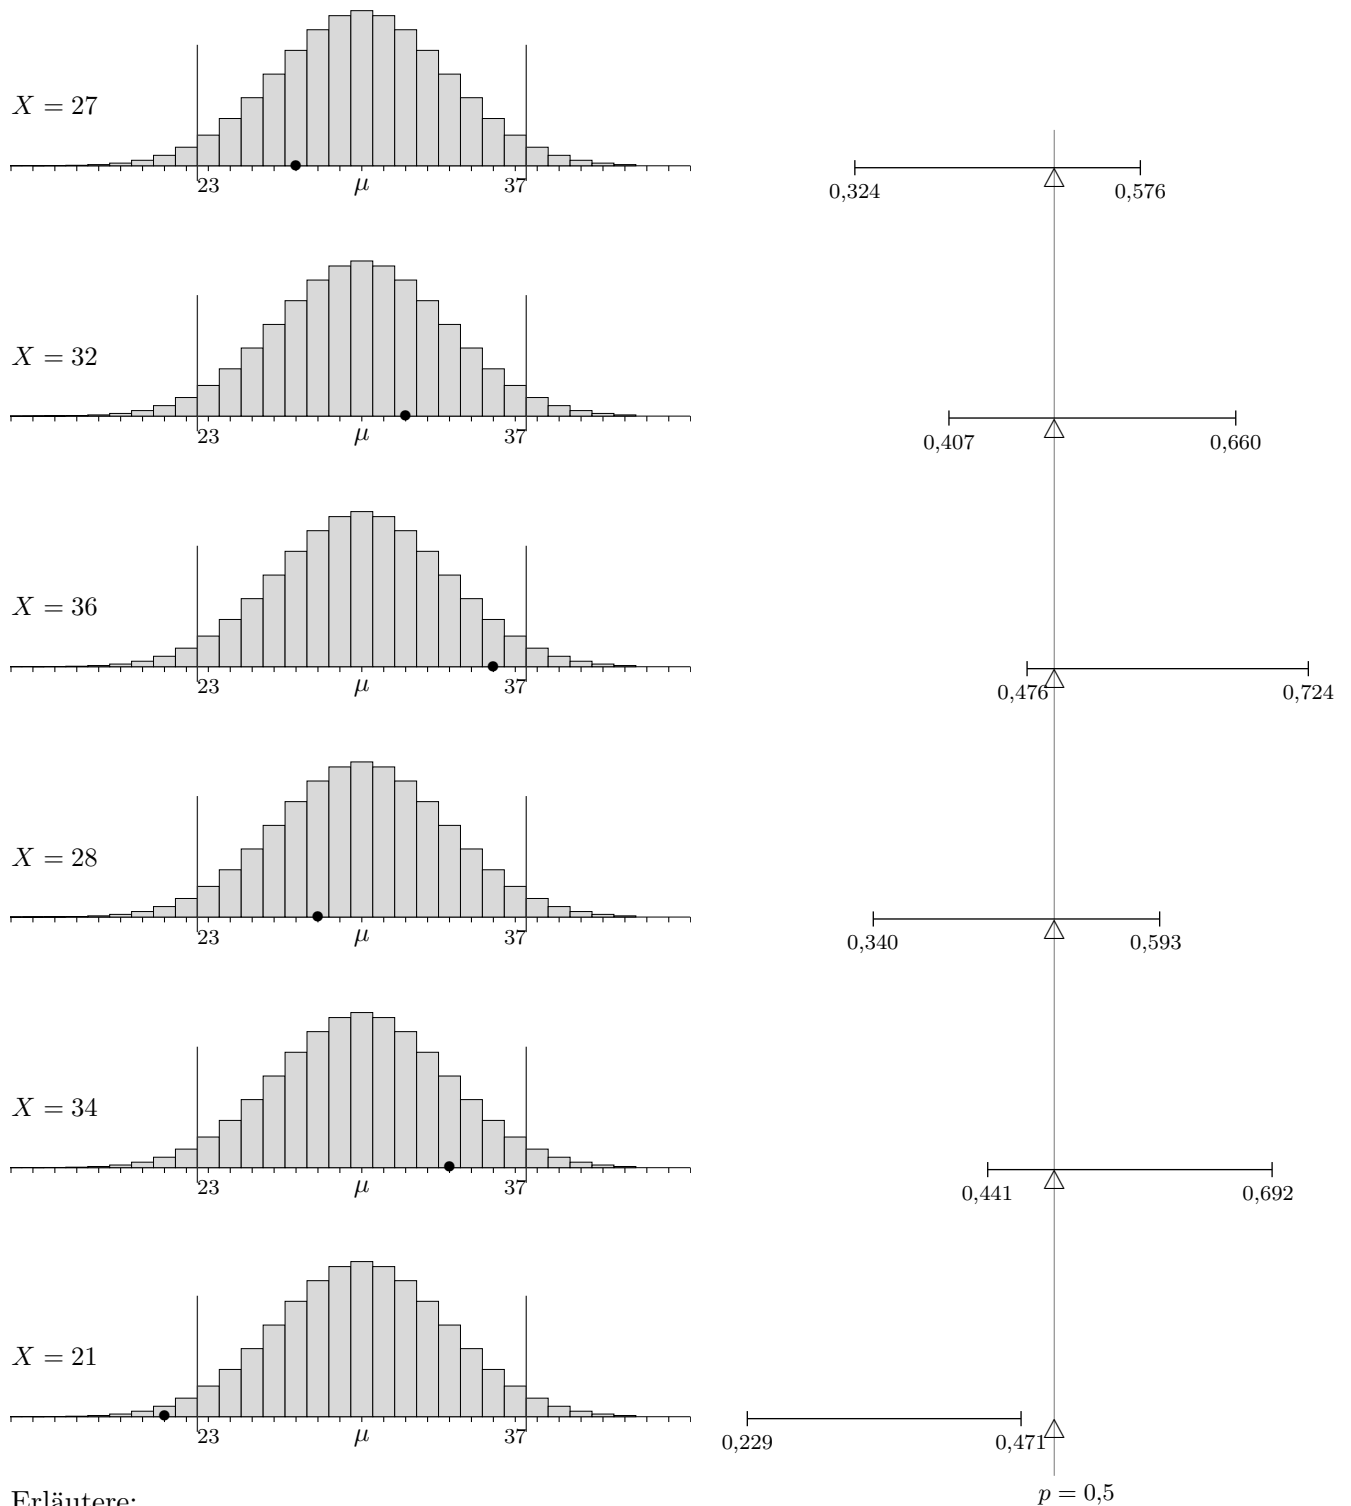 X = 27
23 μ 37
0,324 0,576
X = 32
23 μ 37
0,407 0,660
X = 36
23 μ 37
0,476 0,724
X = 28
23 μ 37
0,340 0,593
X = 34
23 μ 37
0,441 0,692
X = 21
23 μ 37
0,229 0,471
p = 0,5
Erläutere: